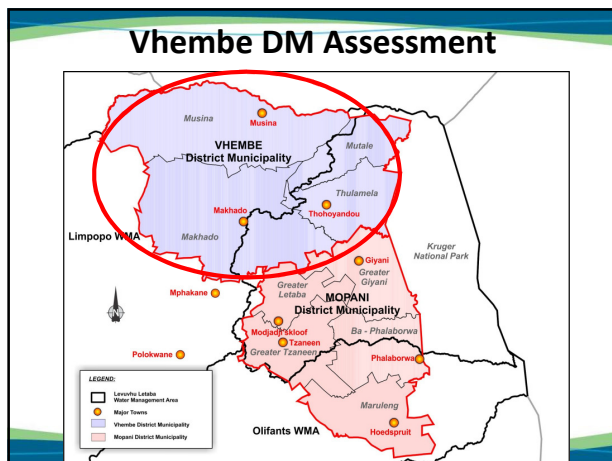 Vhembe DM Assessment
Musina
Musina
VHEMBE
District Municipality
Mutale
Thulamela
Makhado
Thohoyandou
Limpopo WMA
Makhado
Kruger
National Park
Giyani
Greater
Giyani
Greater
Letaba
MOPANI
District Municipality
Mphakane
Modjadji skloof
Ba - Phalaborwa
Tzaneen
Greater Tzaneen
Polokwane
Phalaborwa
Maruleng
Olifants WMA
Hoedspruit
LEGEND:
Levuvhu Letaba
Water Management Area
Major Towns
Vhembe District Municipality
Mopani District Municipality